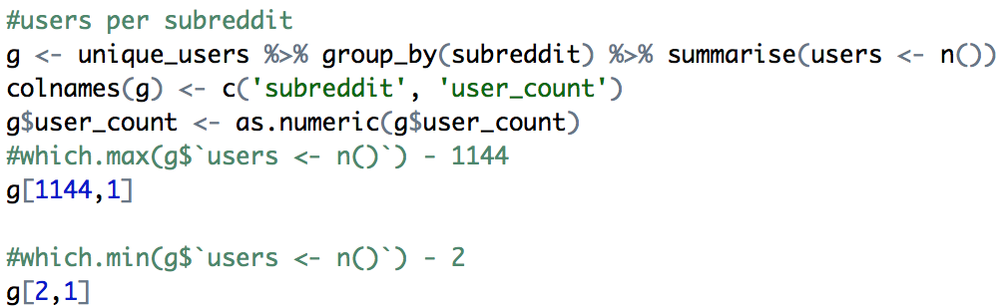 #users per subreddit
g <- unique_users %>% group_by(subreddit) %>% summarise(users <- n())
colnames(g) <- c('subreddit', 'user_count')
g$user_count <- as.numeric(g$user_count)
#which.max(g$`users <- n()`) - 1144
g[1144,1]
#which.min(g$`users <- n()`) - 2
g[2,1]